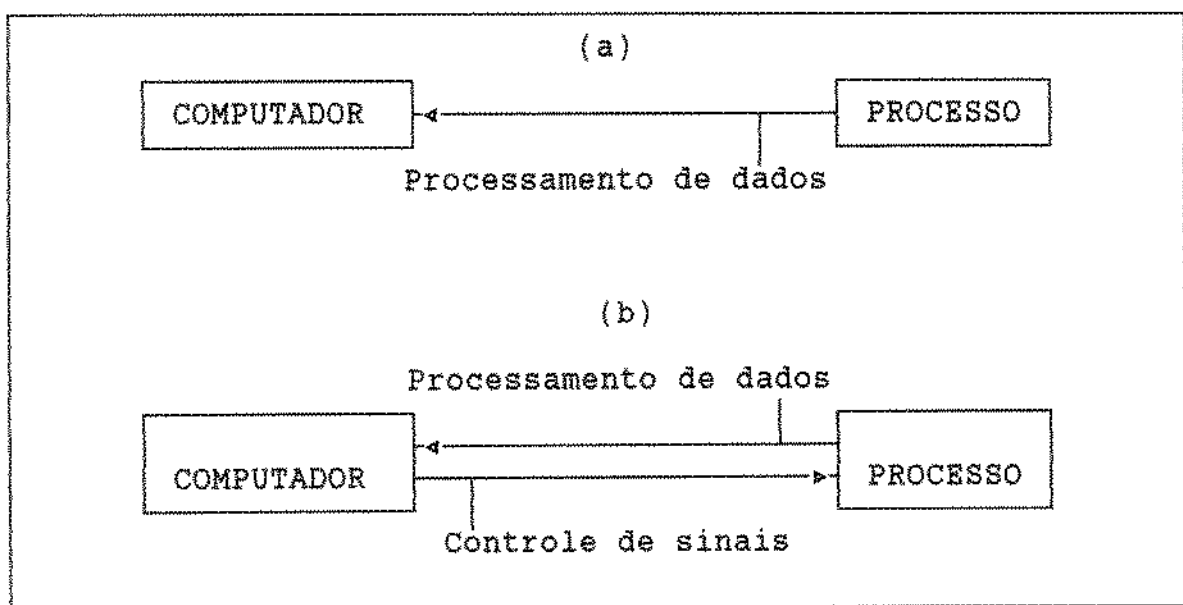 (a)
COMPUTADOR
PROCESSO
Processamento de dados
(b)
Processamento de dados
COMPUTADOR
PROCESSO
Controle de sinais